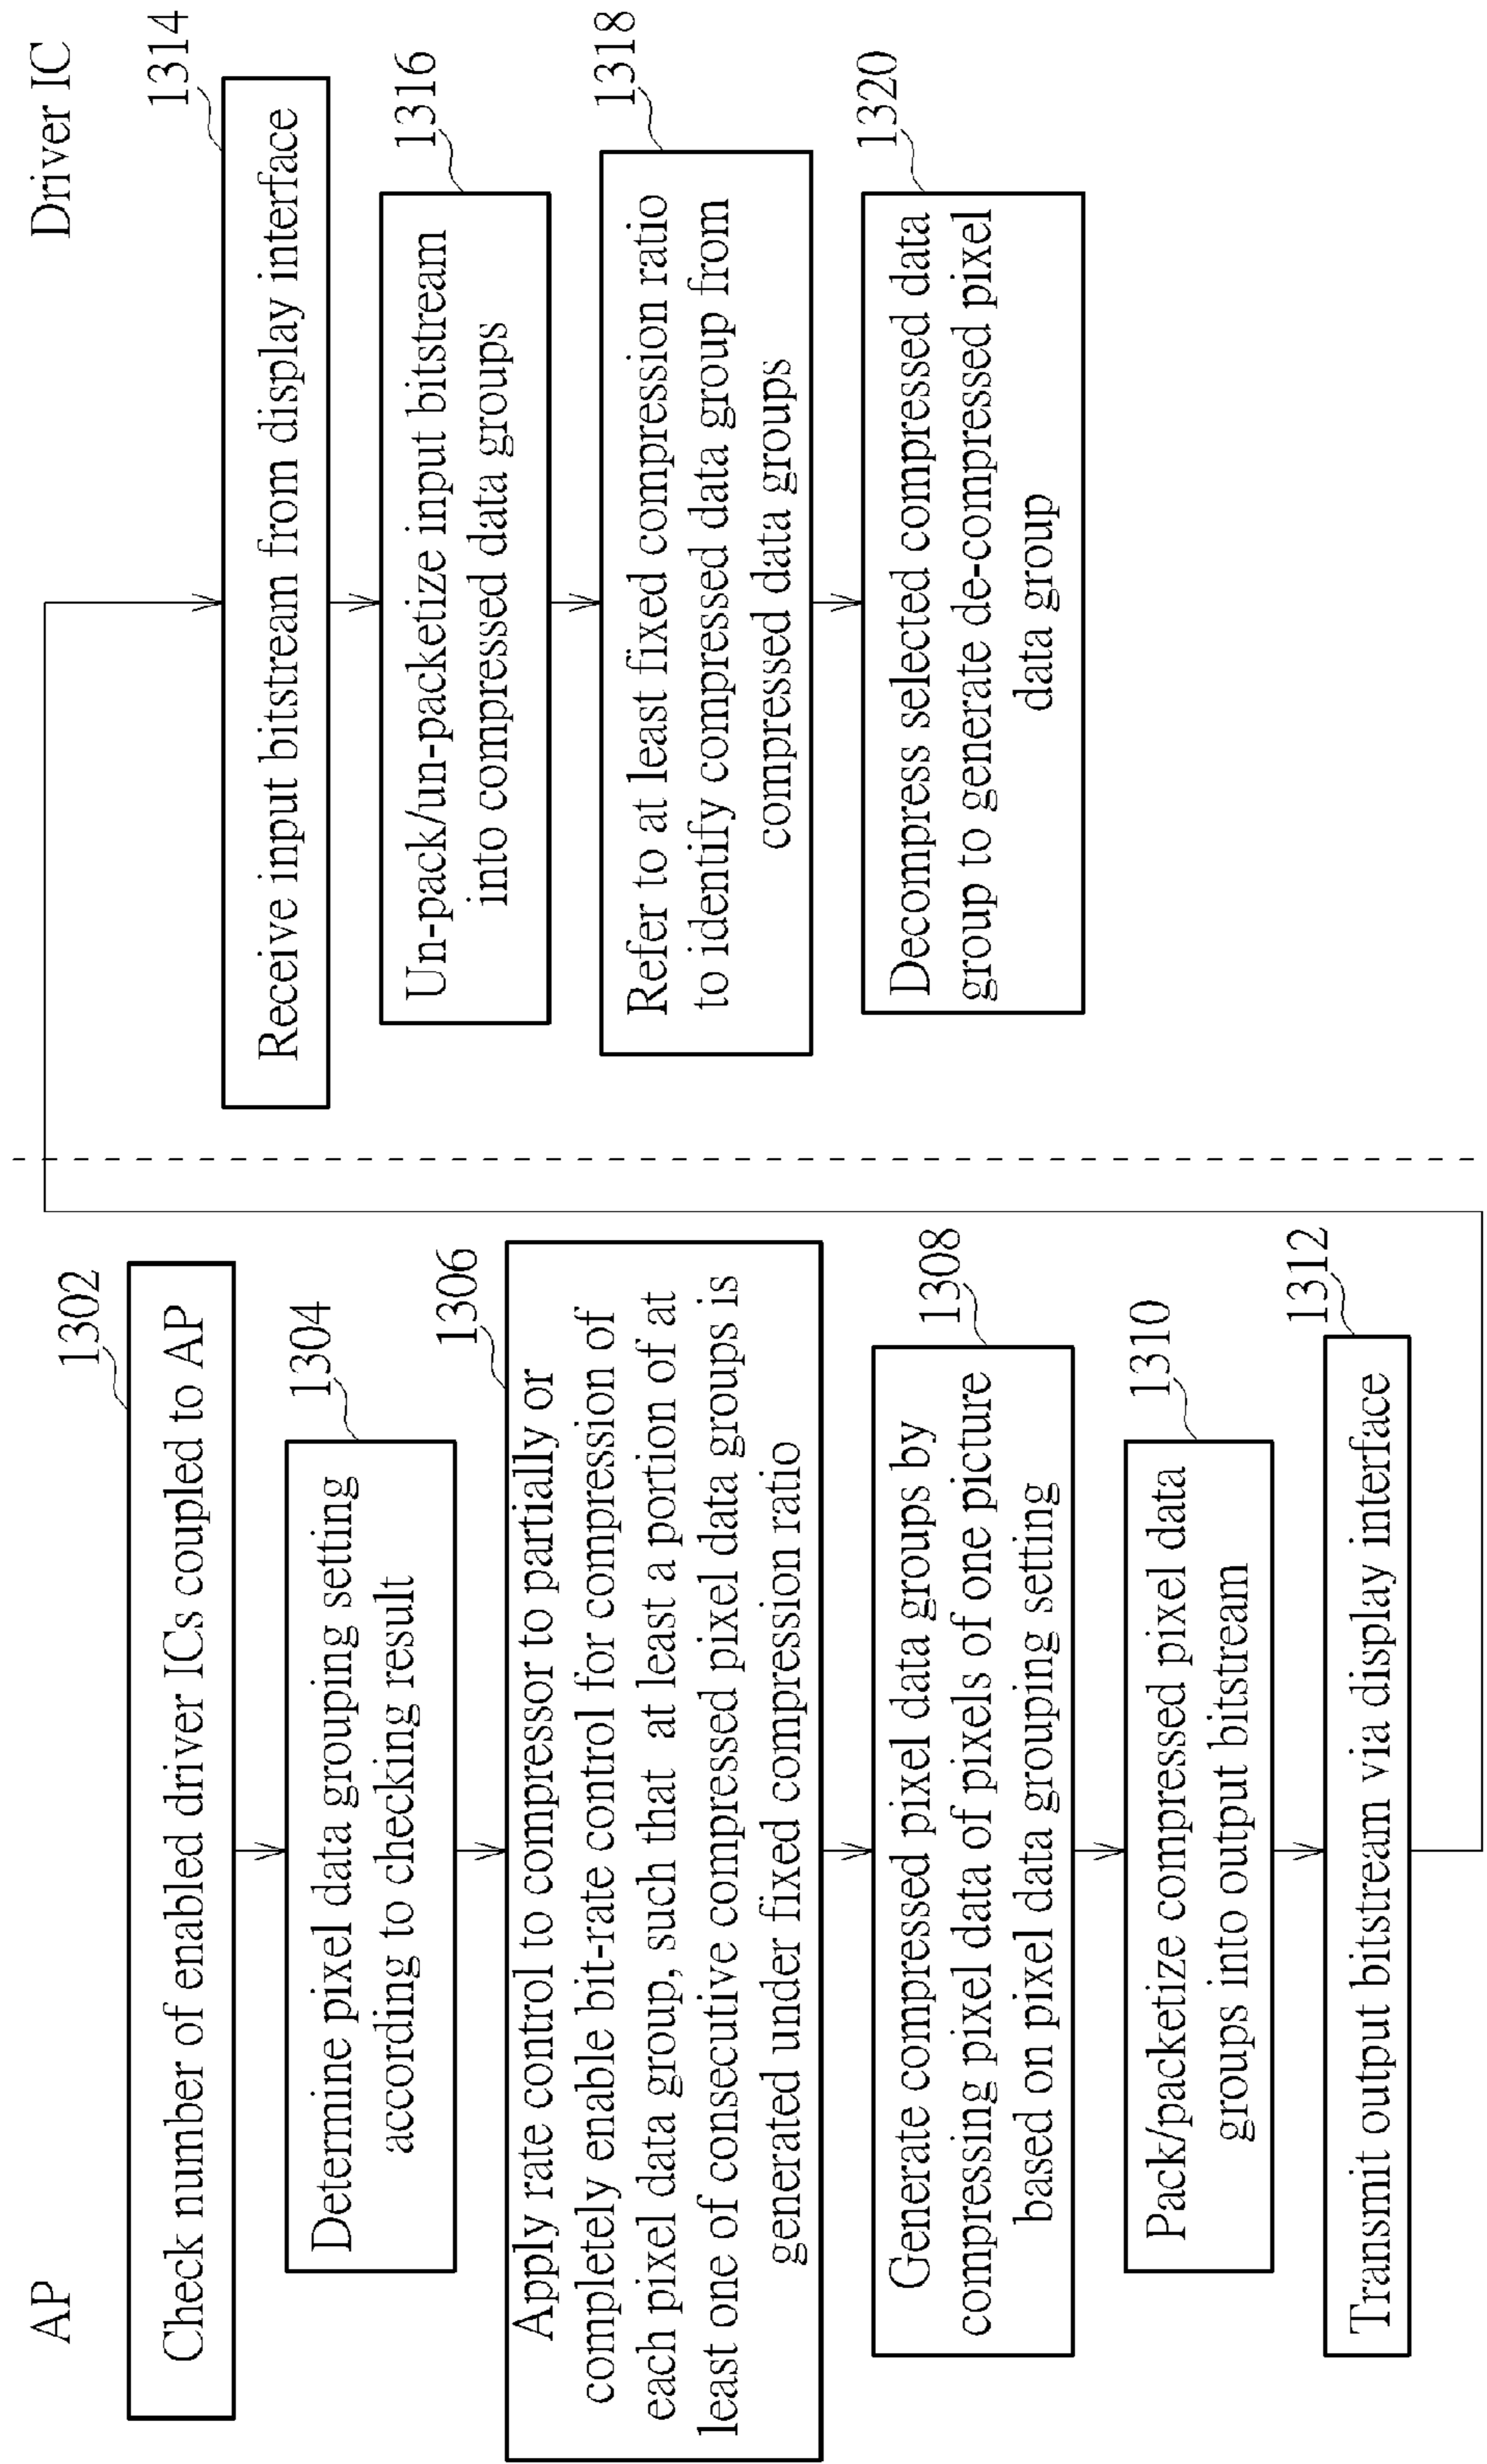 AP
1302
Check number of enabled driver ICs coupled to AP
1304
Determine pixel data grouping setting
according to checking result
1306
Apply rate control to compressor to partially or
completely enable bit-rate control for compression of
each pixel data group, such that at least a portion of at
least one of consecutive compressed pixel data groups is
generated under fixed compression ratio
1308
Generate compressed pixel data groups by
compressing pixel data of pixels of one picture
based on pixel data grouping setting
1310
Pack/packetize compressed pixel data
groups into output bitstream
1312
Transmit output bitstream via display interface
Driver IC
1314
Receive input bitstream from display interface
1316
Un-pack/un-packetize input bitstream
into compressed data groups
1318
Refer to at least fixed compression ratio
to identify compressed data group from
compressed data groups
1320
Decompress selected compressed data
group to generate de-compressed pixel
data group